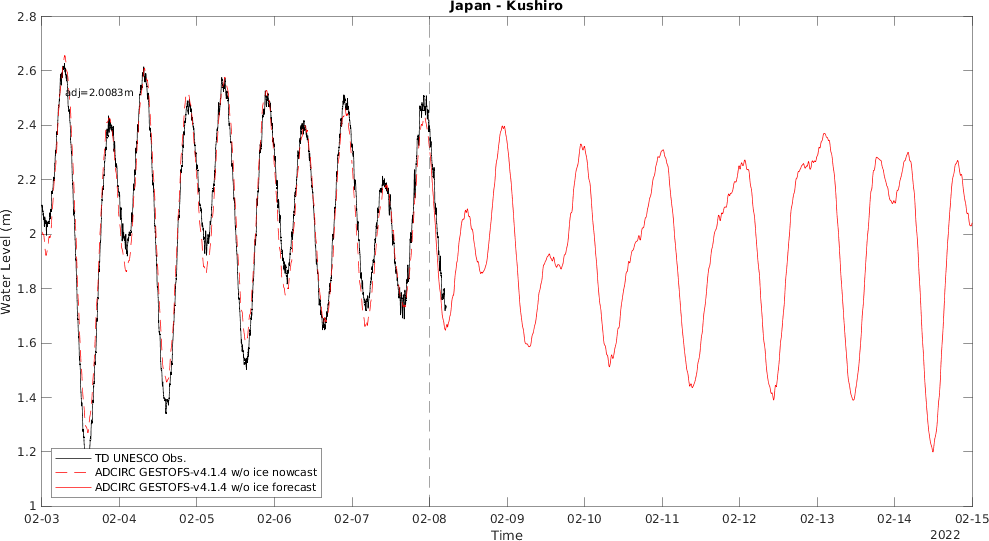 Japan - Kushiro
2.8
2.6
adj=2.0083m
2.4
2.2
2
1.8
1.6
1.4
1.2
1
Water Level (m)
TD UNESCO Obs.
ADCIRC GESTOFS-v4.1.4 w/o ice nowcast
ADCIRC GESTOFS-v4.1.4 w/o ice forecast
02-03 02-04 02-05 02-06 02-07 02-08 02-09 02-10 02-11 02-12 02-13 02-14 02-15
Time
2022